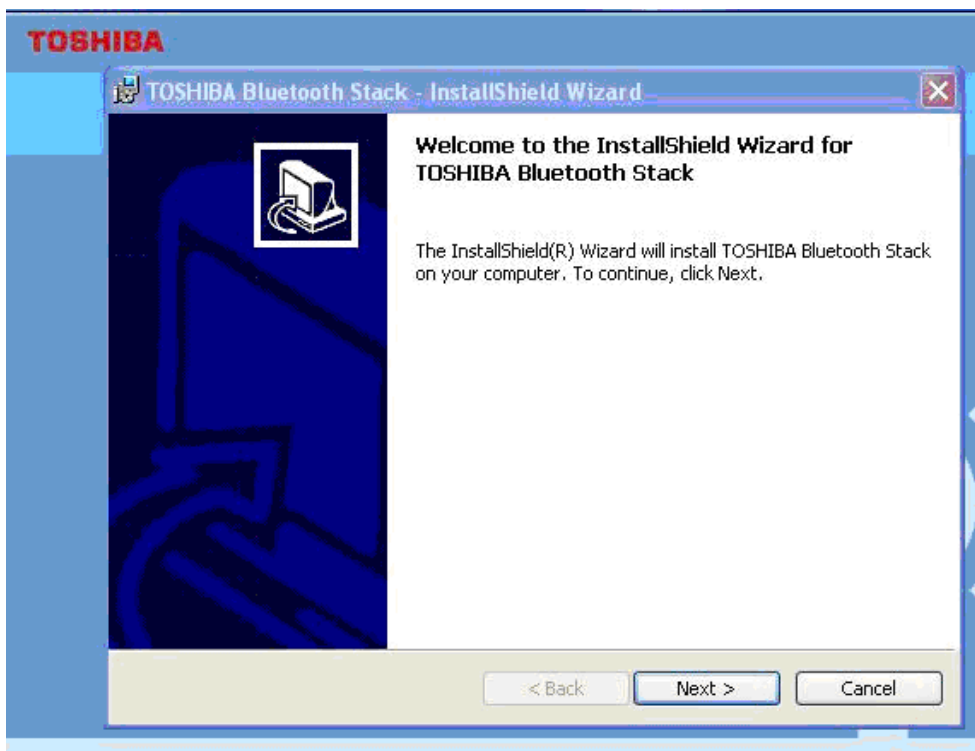 TOSHIBA
TOSHIBA Bluetooth Stack - InstallShield Wizard
Welcome to the InstallShield Wizard for
TOSHIBA Bluetooth Stack
The InstallShield(R) Wizard will install TOSHIBA Bluetooth Stack
on your computer. To continue, click Next.
< Back
Next >
Cancel